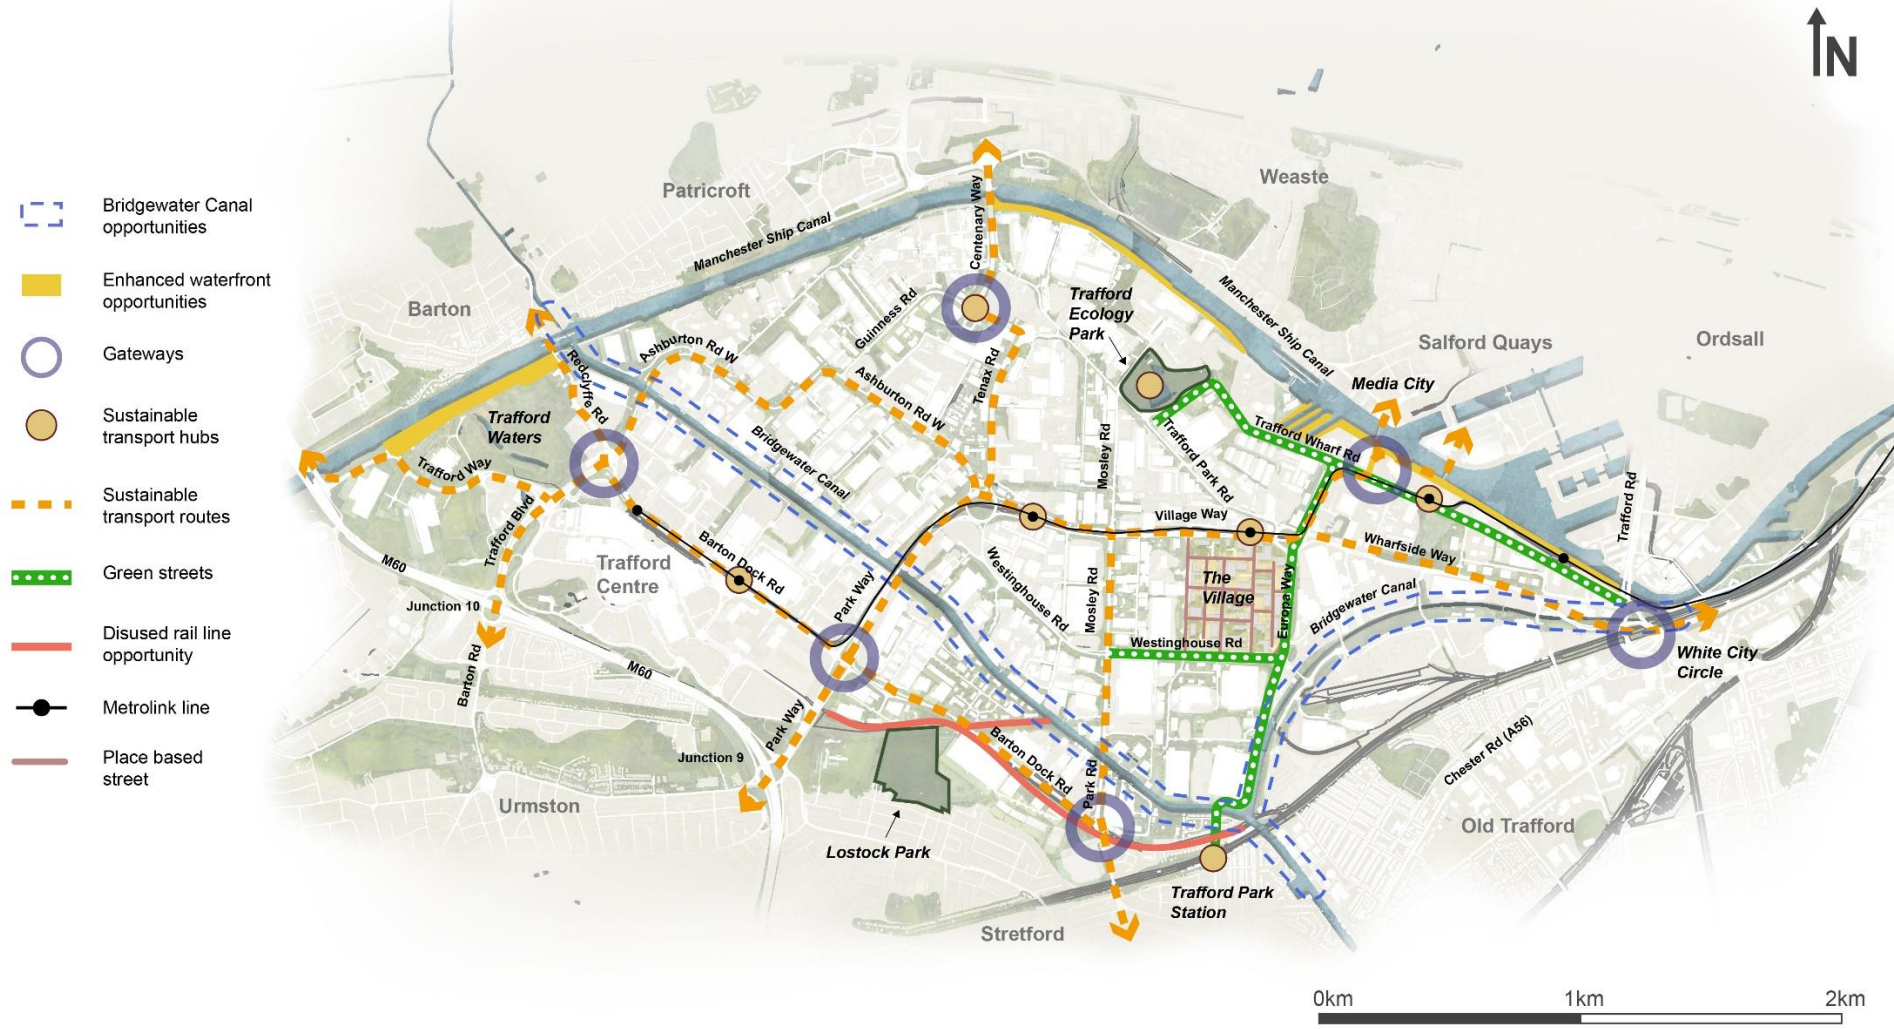 N
Bridgewater Canal
opportunities
Enhanced waterfront
opportunities
Gateways
Sustainable
transport hubs
Sustainable
transport routes
Green streets
Disused rail line
opportunity
Metrolink line
Place based
street
Patricroft
Weaste
Barton
Salford Quays
Ordsall
Manchester Ship Canal
Manchester Ship Canal
Centenary Way
Guinness Rd
Trafford
Ecology
Park
Media City
Redclyffe Rd
Ashburton Rd W
Ashburton Rd W
Tenax Rd
Trafford
Waters
Trafford Way
Trafford Blvd
Bridgewater Canal
Mosley Rd
Trafford Park Rd
Trafford Wharf Rd
Trafford Rd
Village Way
Wharfside Way
M60
Trafford
Centre
Barton Dock Rd
Park Way
Westinghouse Rd
Mosley Rd
The
Village
Europa Way
Bridgewater Canal
Junction 10
Barton Rd
M60
Westinghouse Rd
White City
Circle
Park Way
Junction 9
Barton Dock Rd
Park Rd
Chester Rd (A56)
Urmston
Lostock Park
Old Trafford
Trafford Park
Station
Stretford
0km
1km
2km